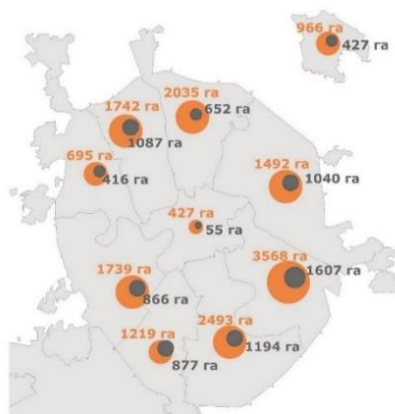 966 га
427 га
2035 га
652 га
1742 га
1087 га
695 га
416 га
1492 га
1040 га
427 га
55 га
3568 га
1607 га
1739 га
866 га
2493 га
1194 га
1219 га
877 га